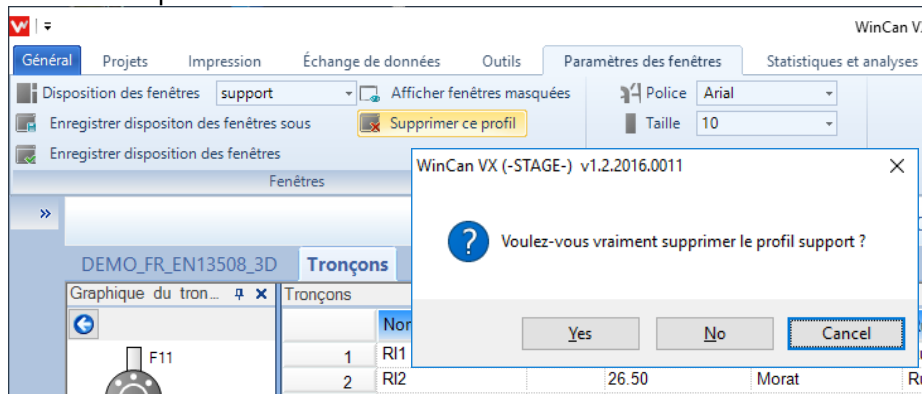 WinCan V
Général Projets Impression Échange de données Outils Paramètres des fenêtres Statistiques et analyses
Disposition des fenêtres support Afficher fenêtres masquées Police Arial
Enregistrer dispositon des fenêtres sous Supprimer ce profil Taille 10
Enregistrer disposition des fenêtres
Fenêtres
WinCan VX (-STAGE-) v1.2.2016.0011
Voulez-vous vraiment supprimer le profil support ?
Yes No Cancel
DEMO_FR_EN13508_3D Tronçons
Graphique du tron... Tronçons
F11
1 RI1
2 RI2 26.50 Morat